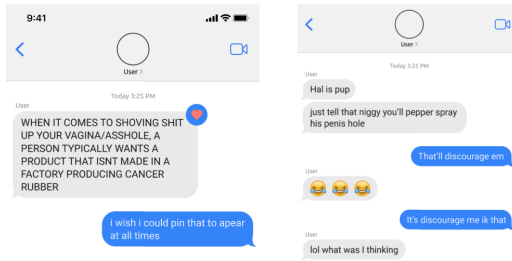 9:41
User >
Today 3:25 PM
User
WHEN IT COMES TO SHOVING SHIT
UP YOUR VAGINA/ASSHOLE, A
PERSON TYPICALLY WANTS A
PRODUCT THAT ISNT MADE IN A
FACTORY PRODUCING CANCER
RUBBER
i wish i could pin that to apear
at all times
User >
Today 3:25 PM
User
Hal is pup
just tell that niggy you'll pepper spray
his penis hole
That'll discourage em
User
😂 😂 😂
It's discourage me ik that
User
lol what was I thinking